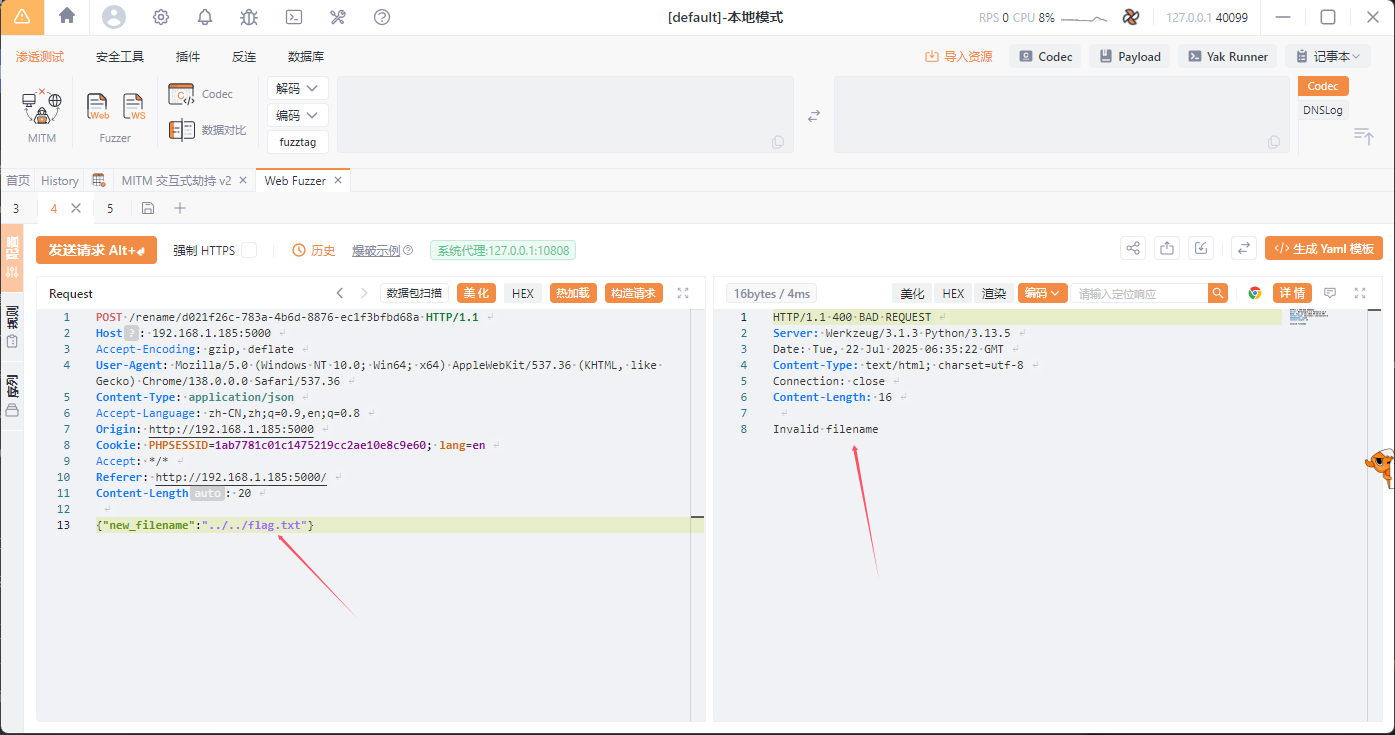 [default]-本地模式
RPS 0 CPU 8%
127.0.0.1 40099
渗透测试 安全工具 插件 反连 数据库
导入资源 Codec Payload Yak Runner 记事本
MITM
Web WS
Fuzzer
Codec
数据对比
解码
编码
fuzztag
Codec
DNSLog
首页 History MITM 交互式劫持 v2 Web Fuzzer
3 4 5
规则
序列
发送请求 Alt+ 强制 HTTPS 历史 爆破示例 系统代理:127.0.0.1:10808
生成 Yaml 模板
Request 数据包扫描 美化 HEX 热加载 构造请求
1 POST /rename/d021f26c-783a-4b6d-8876-ec1f3bfbd68a HTTP/1.1
2 Host ? : 192.168.1.185:5000
3 Accept-Encoding: gzip, deflate
4 User-Agent: Mozilla/5.0 (Windows NT 10.0; Win64; x64) AppleWebKit/537.36 (KHTML, like
Gecko) Chrome/138.0.0.0 Safari/537.36
5 Content-Type: application/json
6 Accept-Language: zh-CN,zh;q=0.9,en;q=0.8
7 Origin: http://192.168.1.185:5000
8 Cookie: PHPSESSID=1ab7781c01c1475219cc2ae10e8c9e60; lang=en
9 Accept: */*
10 Referer: http://192.168.1.185:5000/
11 Content-Length auto : 20
12
13 {"new_filename":"../../flag.txt"}
16bytes / 4ms 美化 HEX 渲染 编码 请输入定位响应 详情
1 HTTP/1.1 400 BAD REQUEST
2 Server: Werkzeug/3.1.3 Python/3.13.5
3 Date: Tue, 22 Jul 2025 06:35:22 GMT
4 Content-Type: text/html; charset=utf-8
5 Connection: close
6 Content-Length: 16
7
8 Invalid filename